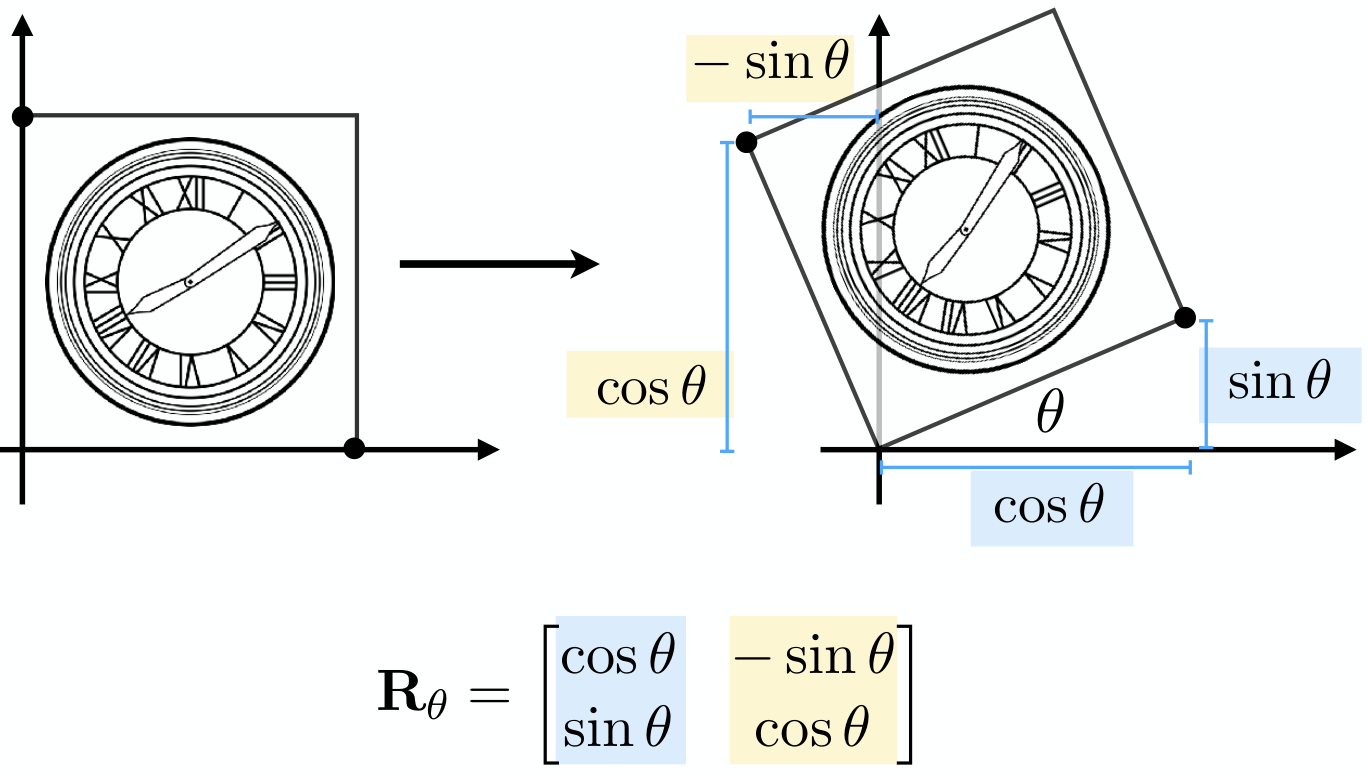 − sin θ
cos θ
θ
sin θ
cos θ
R_θ = [ cos θ − sin θ
sin θ cos θ ]